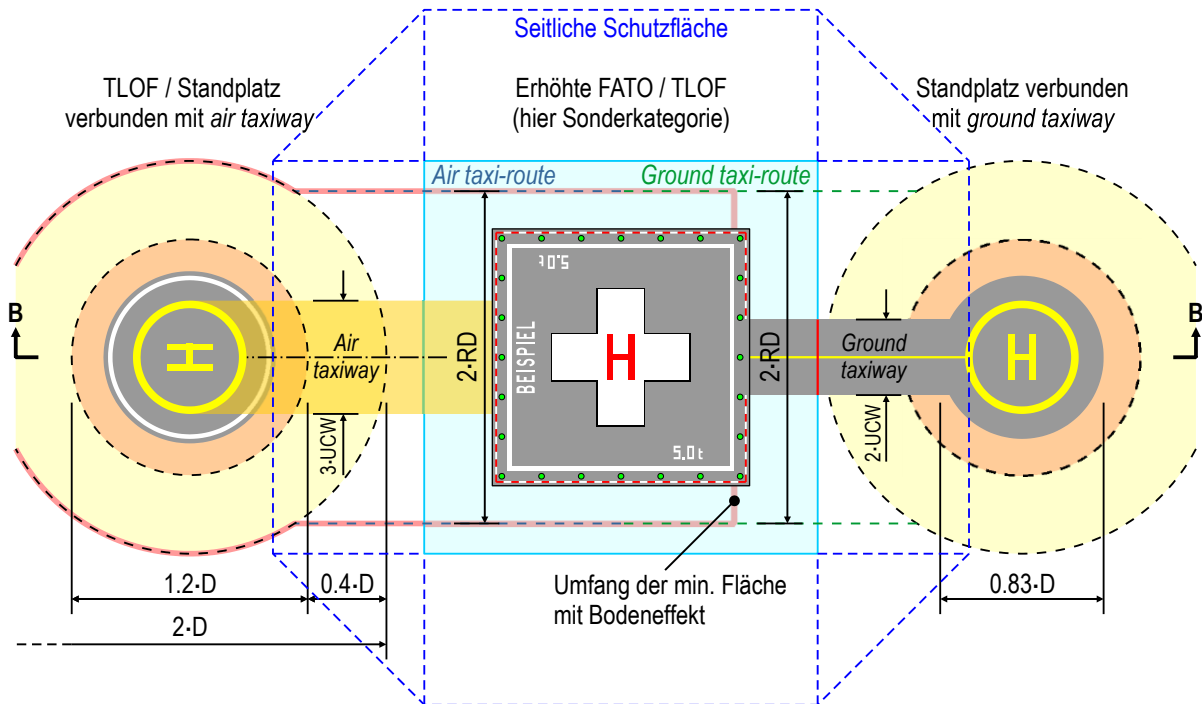 Seitliche Schutzfläche
TLOF / Standplatz
verbunden mit air taxiway
Erhöhte FATO / TLOF
(hier Sonderkategorie)
Standplatz verbunden
mit ground taxiway
Air taxi-route
Ground taxi-route
5.0t
B
B
H
Air
taxiway
3·UCW
2·RD
BEISPIEL
H
2·RD
Ground
taxiway
2·UCW
H
5.0t
1.2·D
0.4·D
2·D
Umfang der min. Fläche
mit Bodeneffekt
0.83·D